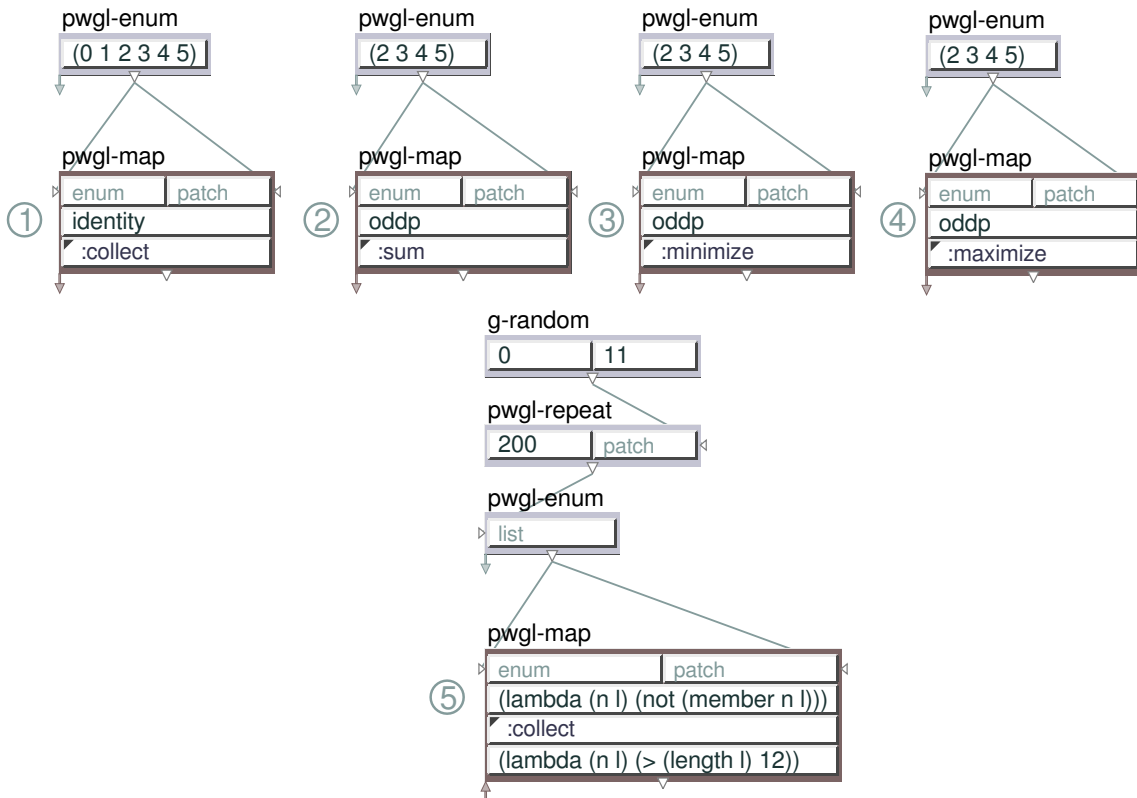 pwgl-enum
(0 1 2 3 4 5)
pwgl-map
enum patch
① identity
:collect
pwgl-enum
(2 3 4 5)
pwgl-map
enum patch
② oddp
:sum
pwgl-enum
(2 3 4 5)
pwgl-map
enum patch
③ oddp
:minimize
pwgl-enum
(2 3 4 5)
pwgl-map
enum patch
④ oddp
:maximize
g-random
0 11
pwgl-repeat
200 patch
pwgl-enum
list
pwgl-map
enum patch
⑤ (lambda (n l) (not (member n l)))
:collect
(lambda (n l) (> (length l) 12))